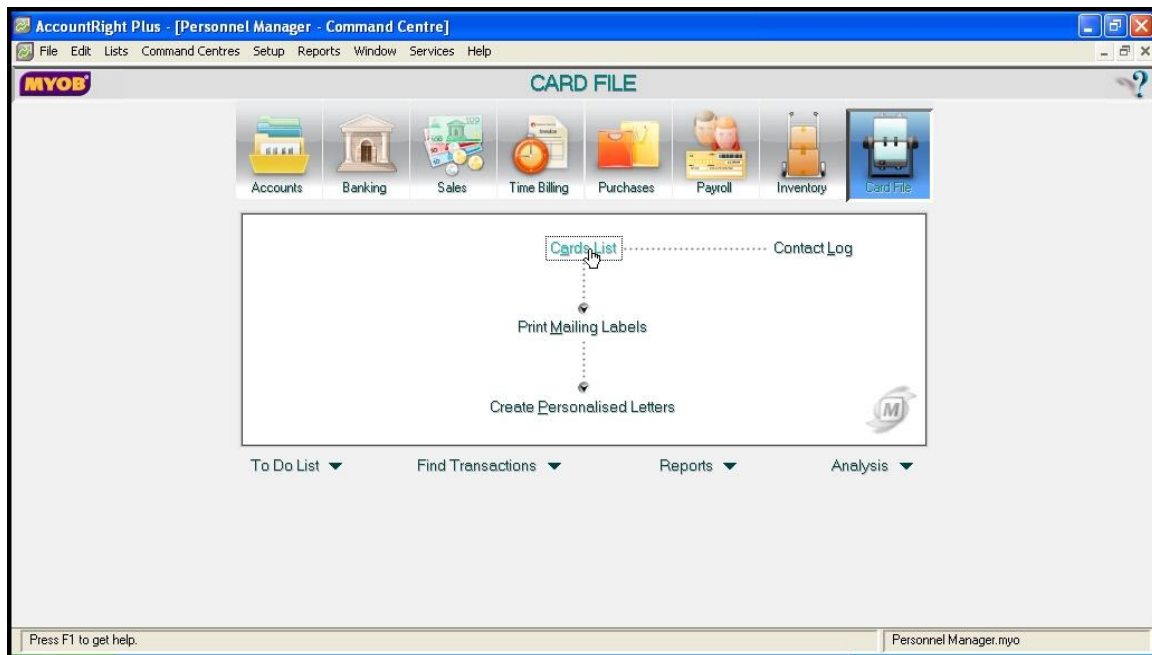 AccountRight Plus - [Personnel Manager - Command Centre]
File Edit Lists Command Centres Setup Reports Window Services Help
MYOB
CARD FILE
Accounts Banking Sales Time Billing Purchases Payroll Inventory Card File
Cards List Contact Log
Print Mailing Labels
Create Personalised Letters
M
To Do List Find Transactions Reports Analysis
Press F1 to get help. Personnel Manager.myo